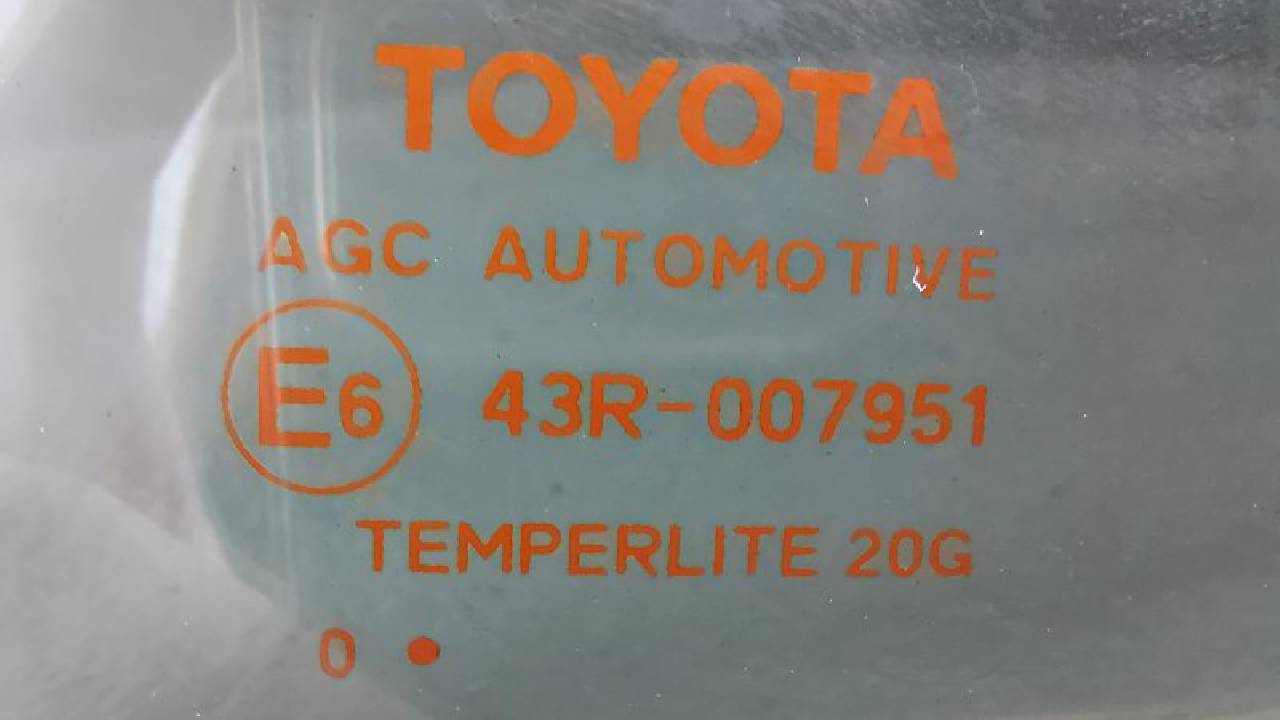 TOYOTA
AGC AUTOMOTIVE
E6 43R-007951
TEMPERLITE 20G
0 •